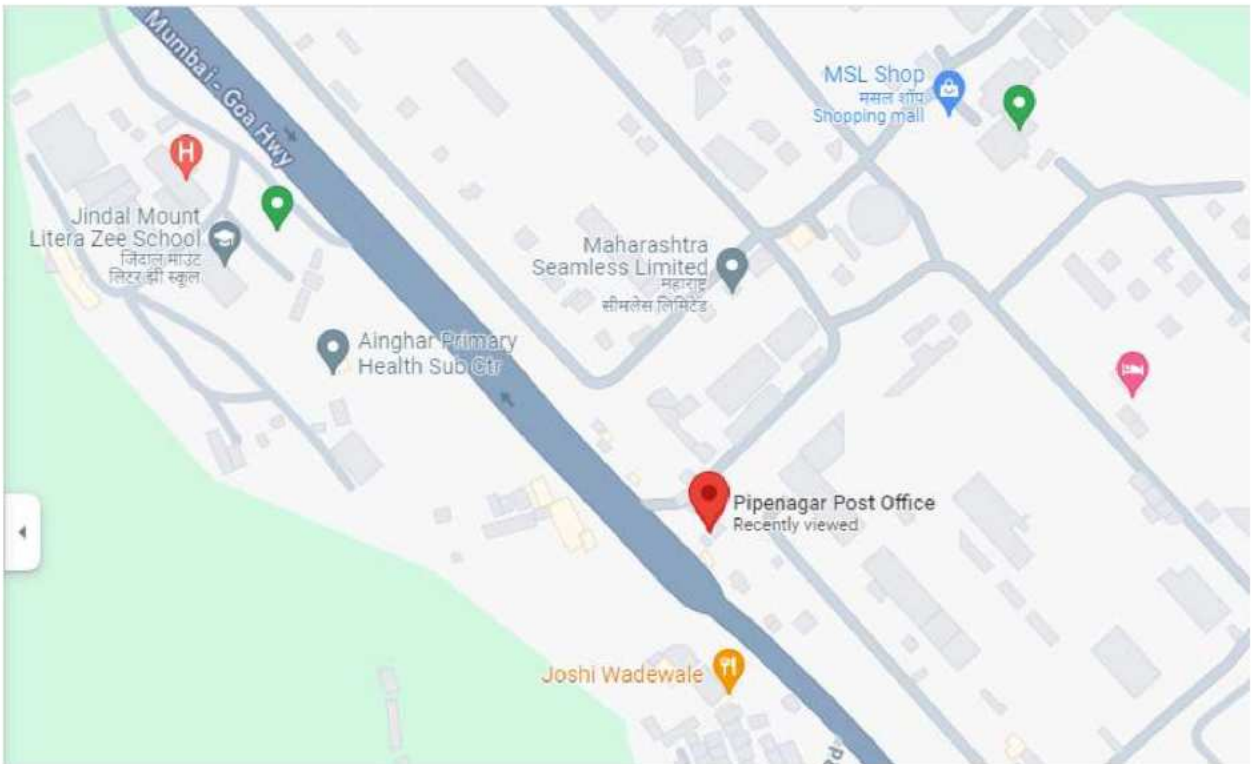 Mumbai - Goa Hwy
MSL Shop
मसल शॉप
Shopping mall
H
Jindal Mount
Litera Zee School
जिंदाल माउंट
लिटर झी स्कूल
Maharashtra
Seamless Limited
महाराष्ट्र
सीमलेस लिमिटेड
Ainghar Primary
Health Sub Ctr
Pipenagar Post Office
Recently viewed
Joshi Wadewale
Rd